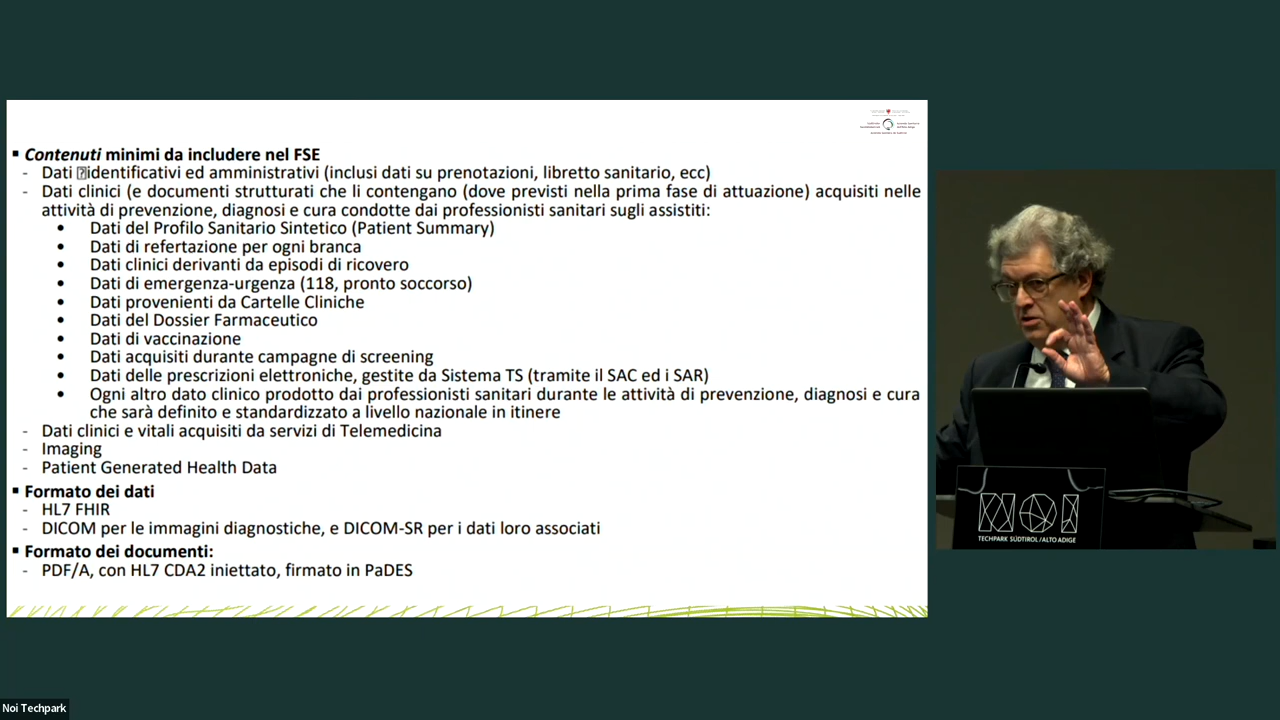 ▪ Contenuti minimi da includere nel FSE
- Dati �identificativi ed amministrativi (inclusi dati su prenotazioni, libretto sanitario, ecc)
- Dati clinici (e documenti strutturati che li contengano (dove previsti nella prima fase di attuazione) acquisiti nelle
attività di prevenzione, diagnosi e cura condotte dai professionisti sanitari sugli assistiti:
• Dati del Profilo Sanitario Sintetico (Patient Summary)
• Dati di refertazione per ogni branca
• Dati clinici derivanti da episodi di ricovero
• Dati di emergenza-urgenza (118, pronto soccorso)
• Dati provenienti da Cartelle Cliniche
• Dati del Dossier Farmaceutico
• Dati di vaccinazione
• Dati acquisiti durante campagne di screening
• Dati delle prescrizioni elettroniche, gestite da Sistema TS (tramite il SAC ed i SAR)
• Ogni altro dato clinico prodotto dai professionisti sanitari durante le attività di prevenzione, diagnosi e cura
che sarà definito e standardizzato a livello nazionale in itinere
- Dati clinici e vitali acquisiti da servizi di Telemedicina
- Imaging
- Patient Generated Health Data
▪ Formato dei dati
- HL7 FHIR
- DICOM per le immagini diagnostiche, e DICOM-SR per i dati loro associati
▪ Formato dei documenti:
- PDF/A, con HL7 CDA2 iniettato, firmato in PaDES
NOI
TECHPARK SÜDTIROL / ALTO ADIGE
Noi Techpark